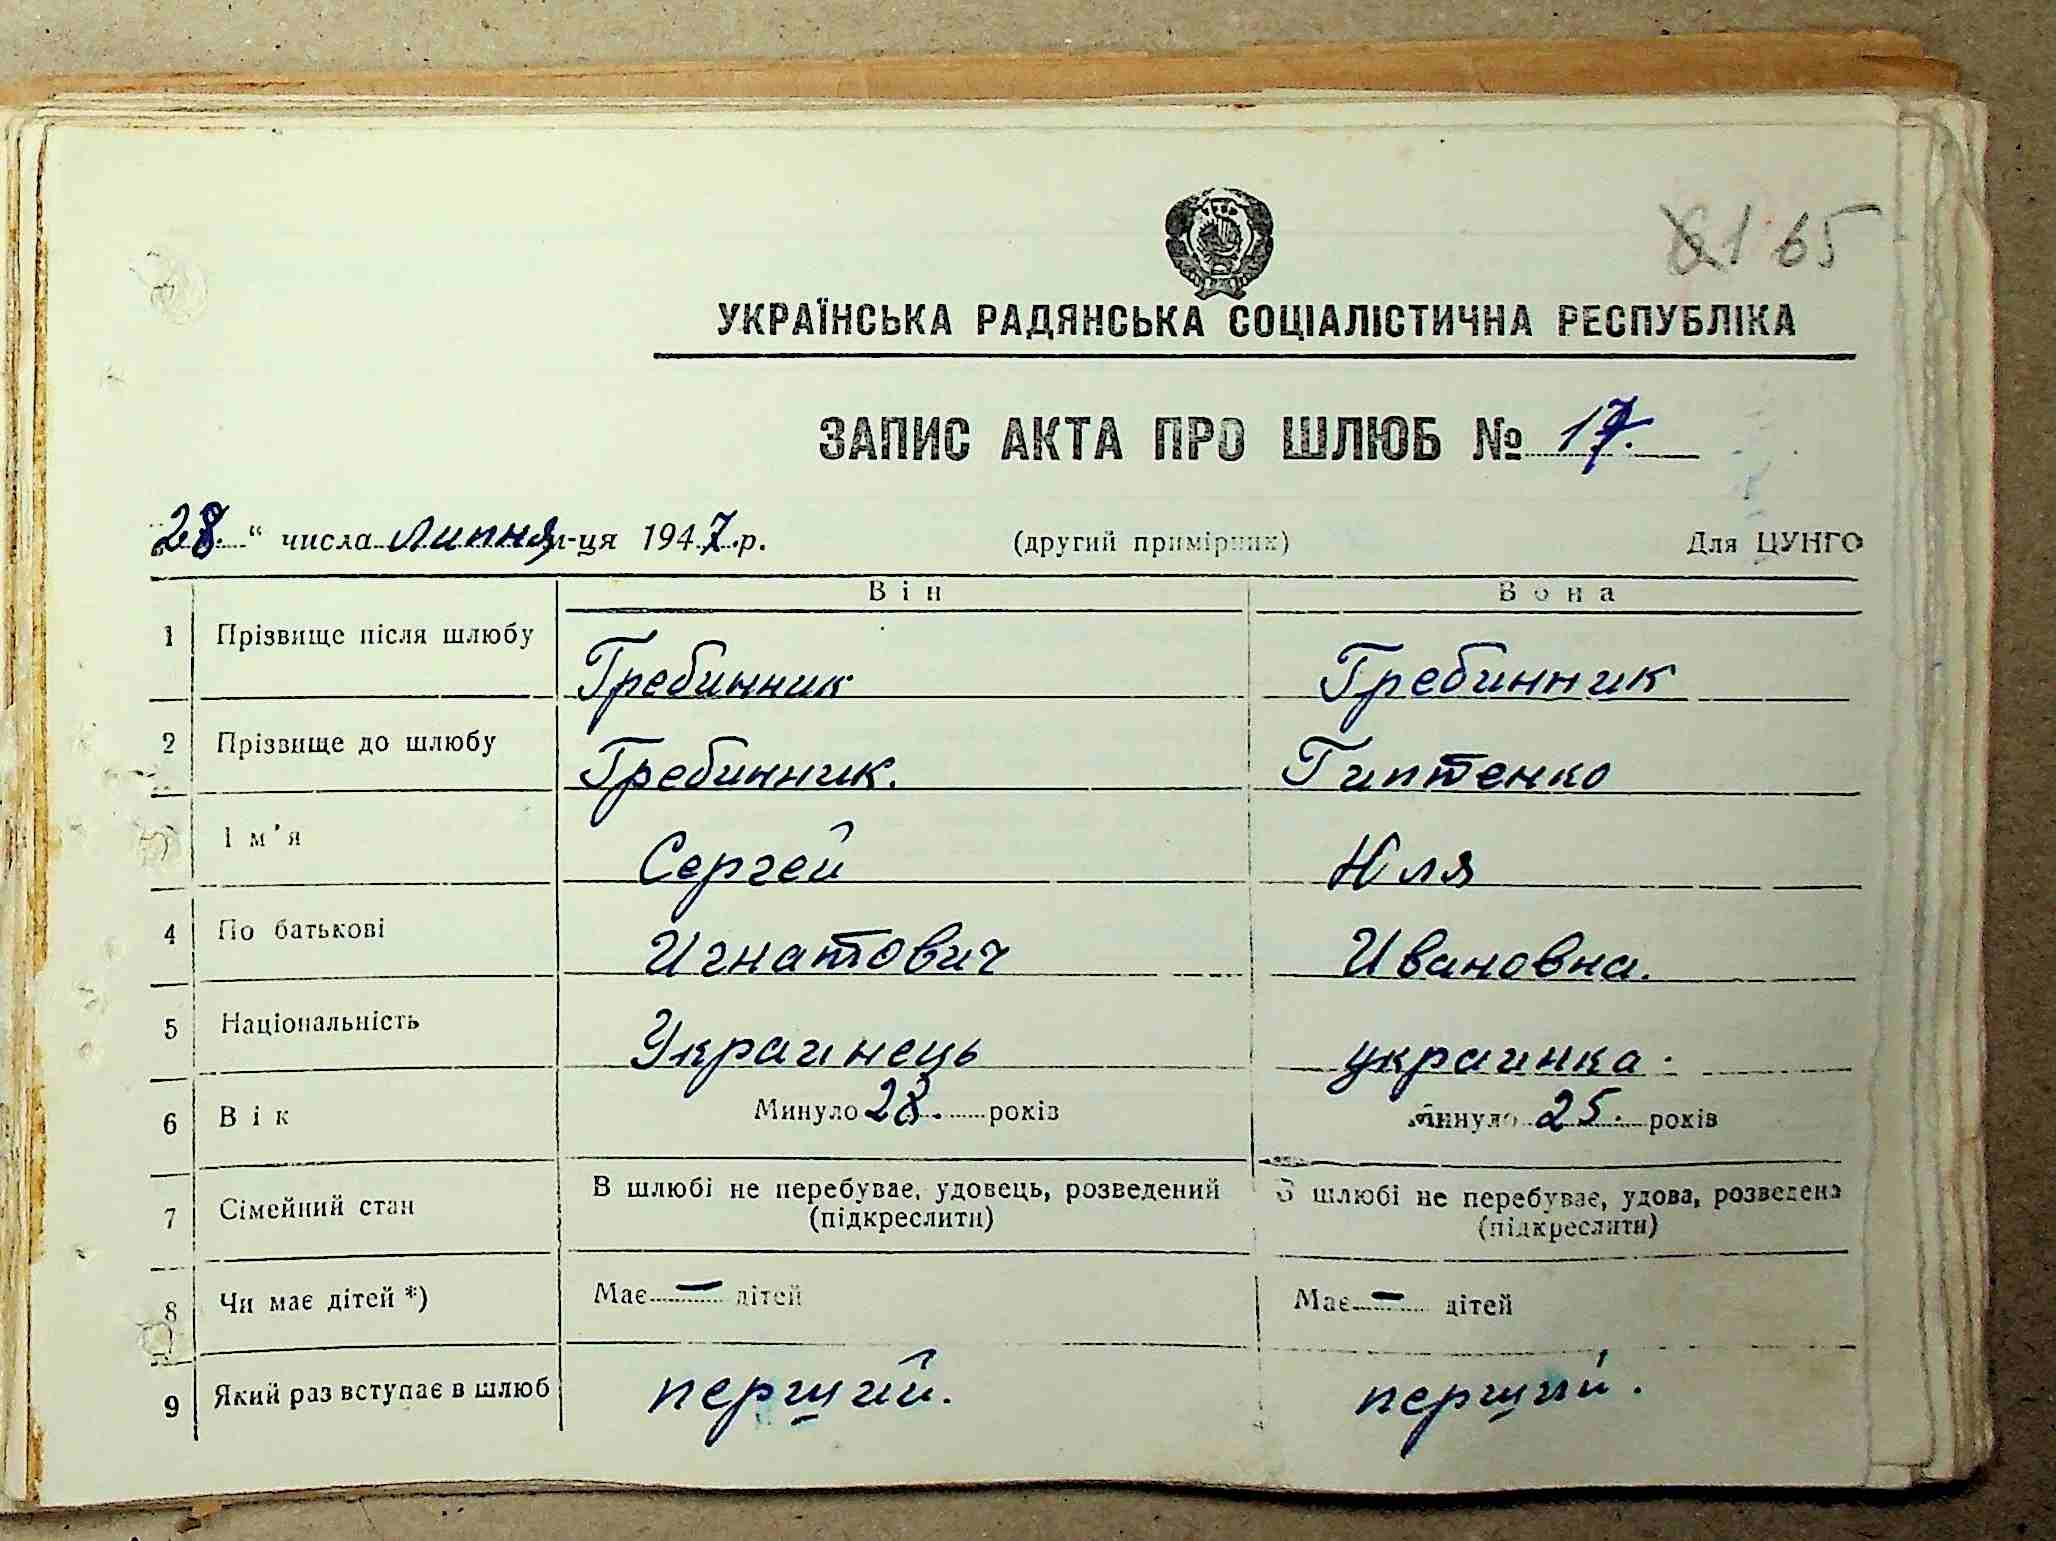 61 65
УКРАЇНСЬКА РАДЯНСЬКА СОЦІАЛІСТИЧНА РЕСПУБЛІКА
ЗАПИС АКТА ПРО ШЛЮБ № 17.
„28.“ числа липня м-ця 1947.р. (другий примірник) Для ЦУНГО
Він Вона
1 Прізвище після шлюбу Гребинник Гребинник
2 Прізвище до шлюбу Гребинник. Гиптенко
3 Ім’я Сергей Юля
4 По батькові Игнатович Ивановна.
5 Національність Украинець украинка.
6 Вік Минуло 28. років Минуло 25. років
7 Сімейний стан В шлюбі не перебуває, удовець, розведений В шлюбі не перебуває, удова, розведена
(підкреслити) (підкреслити)
8 Чи має дітей *) Має — дітей Має — дітей
9 Який раз вступає в шлюб перший. перший.